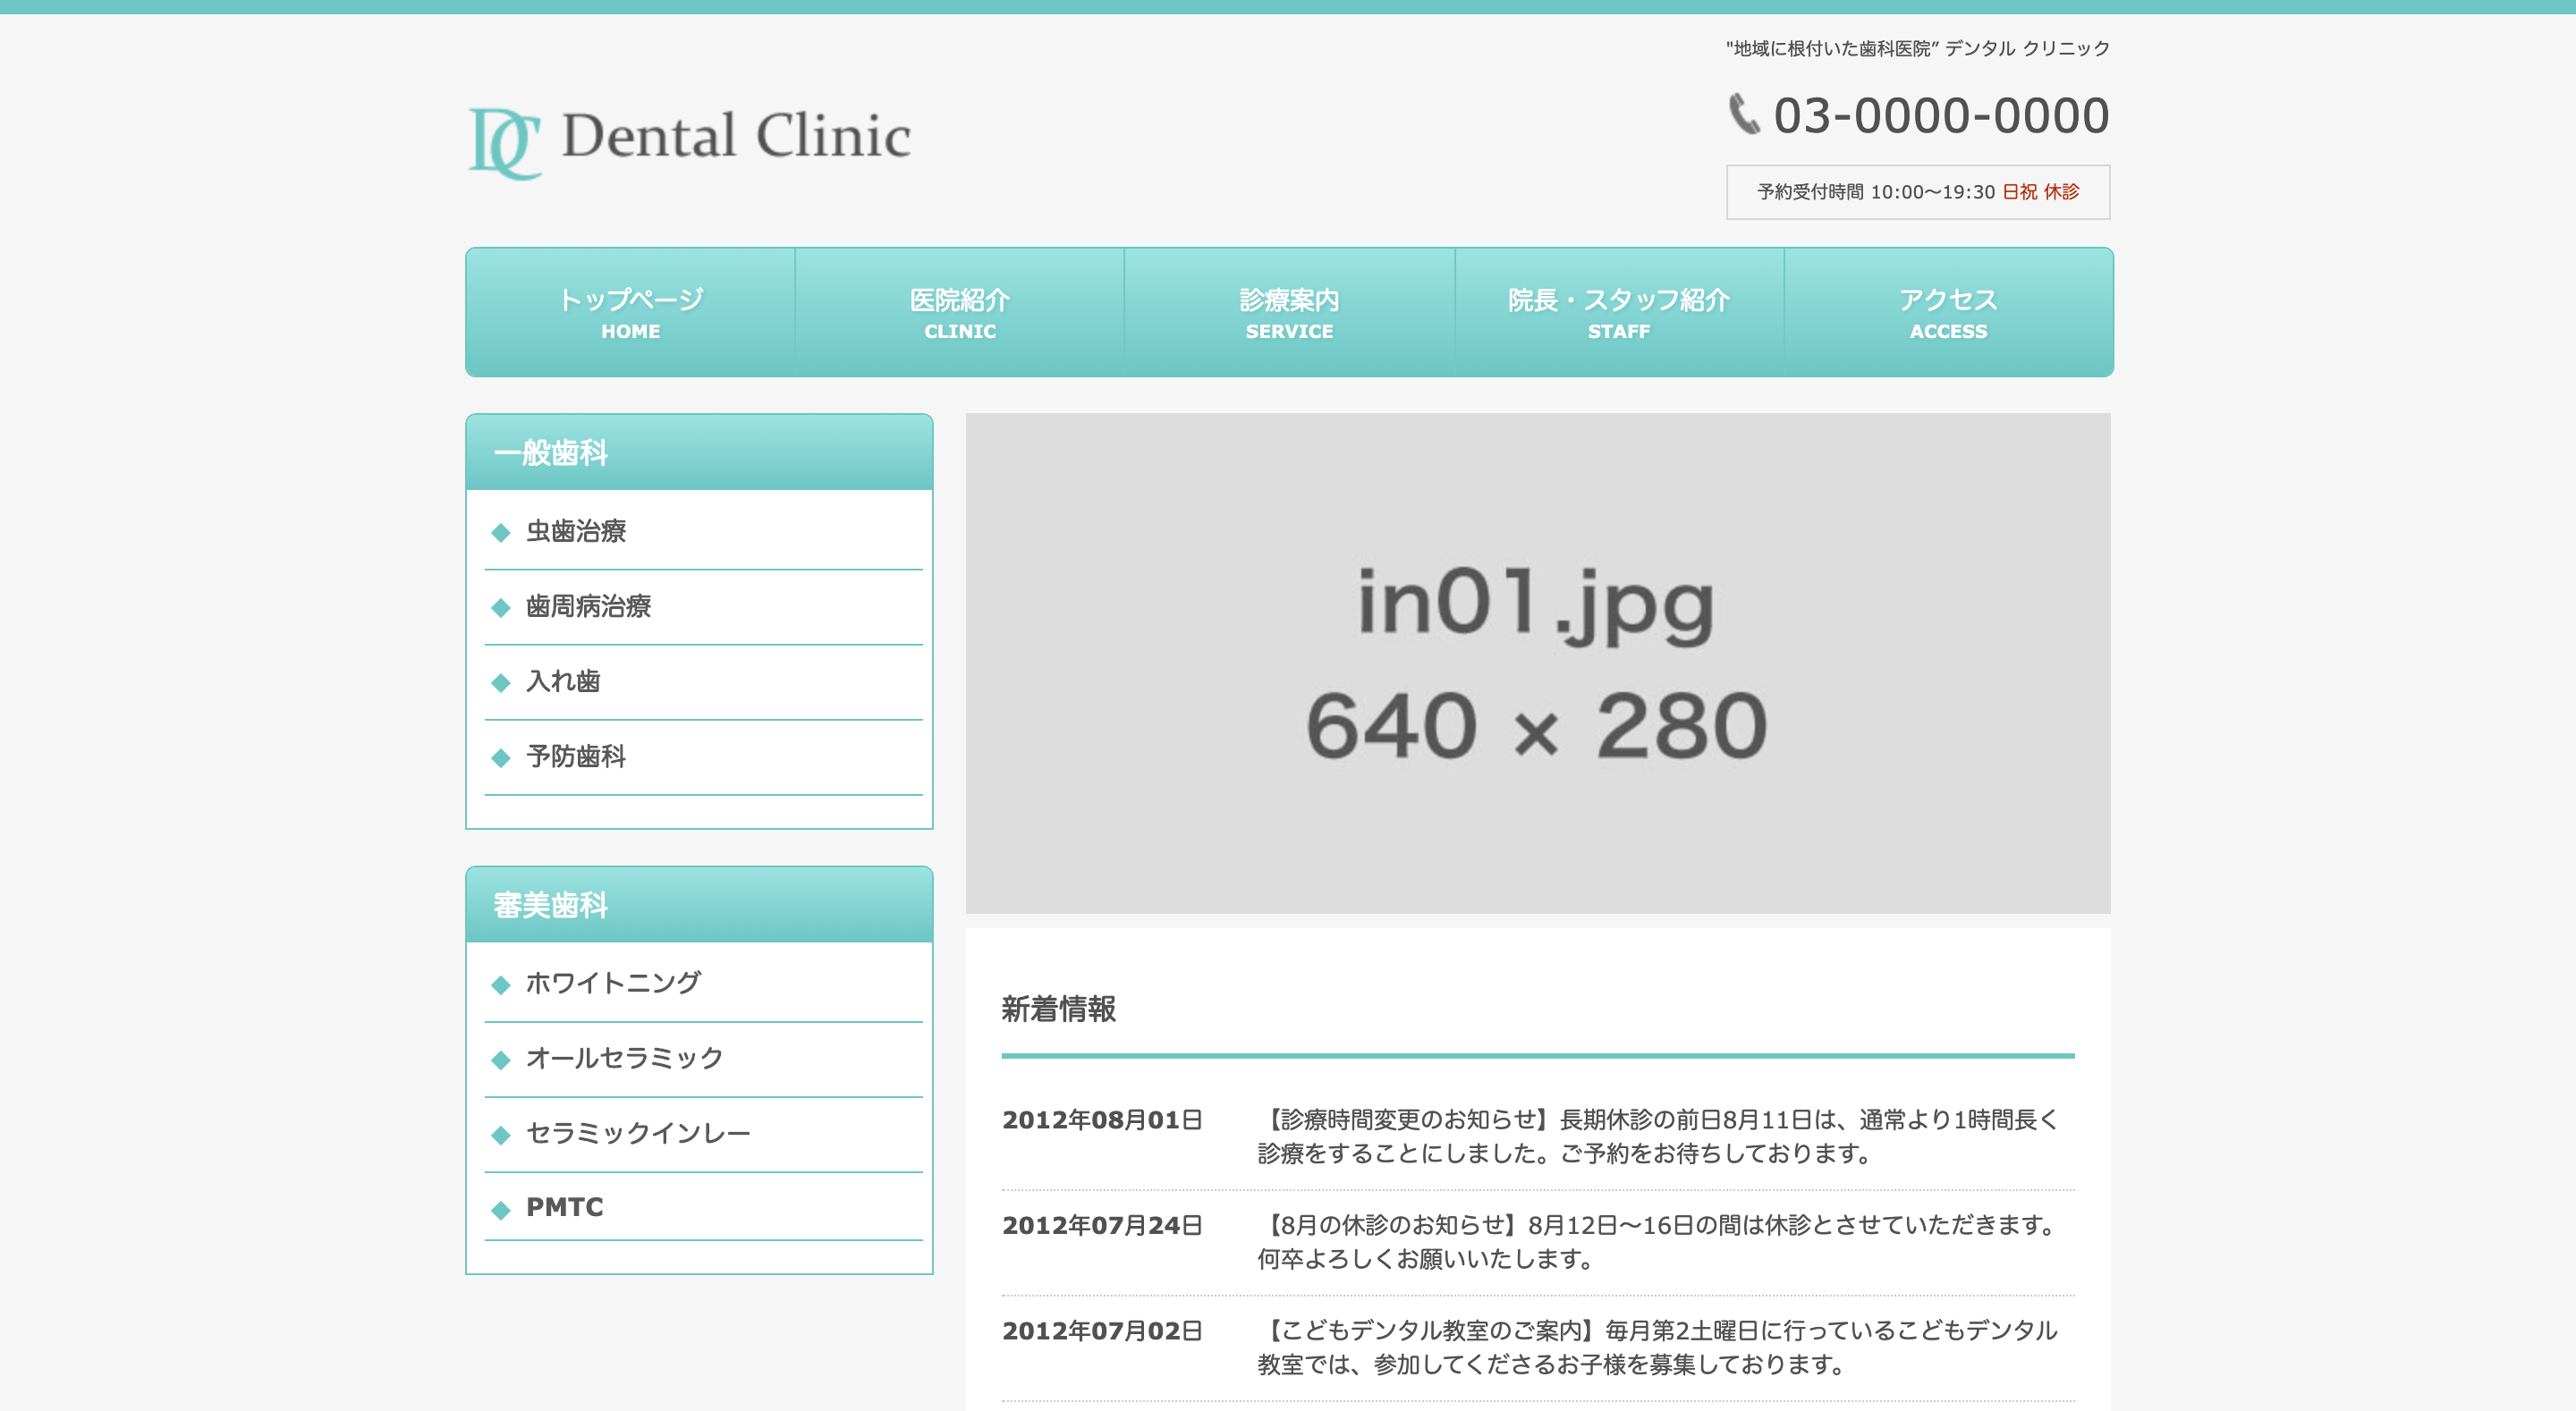 "地域に根付いた歯科医院” デンタル クリニック
DC Dental Clinic
03-0000-0000
予約受付時間 10:00〜19:30 日祝 休診
トップページ
HOME
医院紹介
CLINIC
診療案内
SERVICE
院長・スタッフ紹介
STAFF
アクセス
ACCESS
一般歯科
虫歯治療
歯周病治療
入れ歯
予防歯科
審美歯科
ホワイトニング
オールセラミック
セラミックインレー
PMTC
in01.jpg
640 × 280
新着情報
2012年08月01日
【診療時間変更のお知らせ】長期休診の前日8月11日は、通常より1時間長く
診療をすることにしました。ご予約をお待ちしております。
2012年07月24日
【8月の休診のお知らせ】8月12日〜16日の間は休診とさせていただきます。
何卒よろしくお願いいたします。
2012年07月02日
【こどもデンタル教室のご案内】毎月第2土曜日に行っているこどもデンタル
教室では、参加してくださるお子様を募集しております。